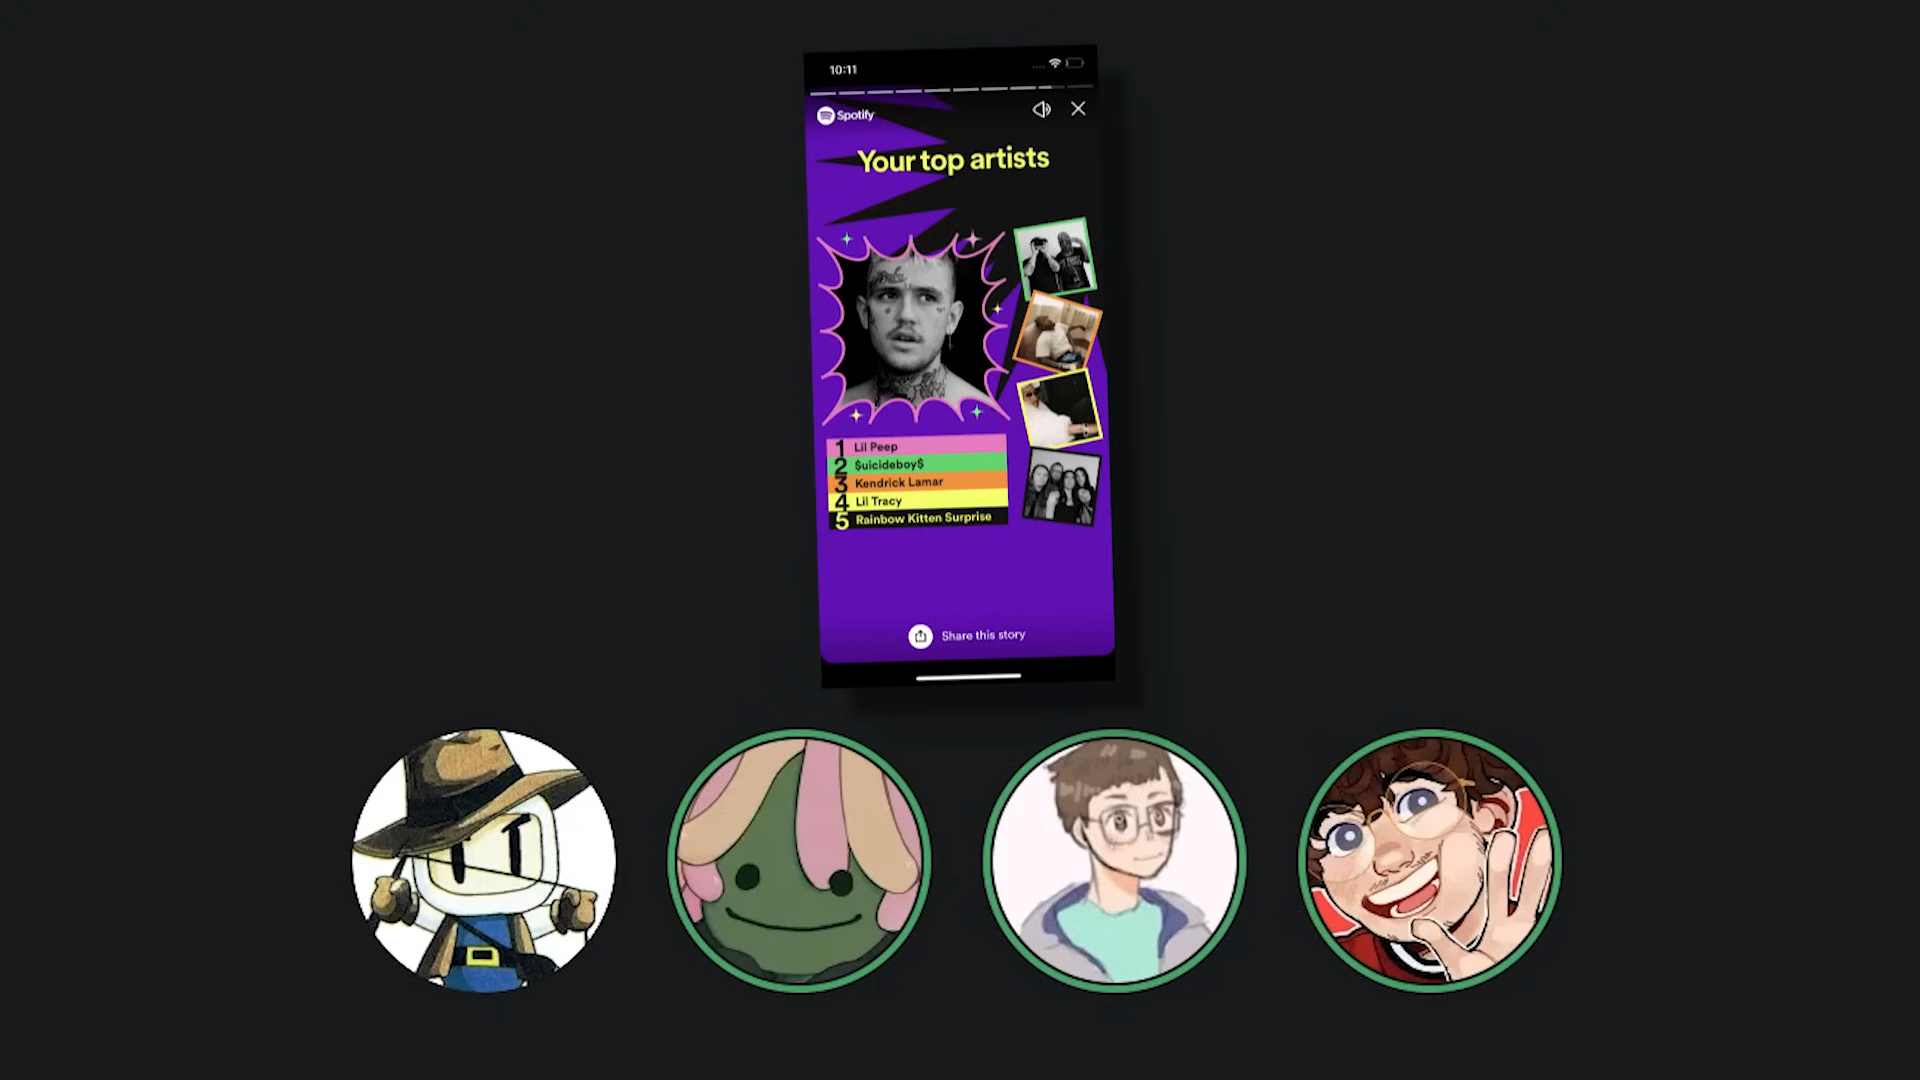 10:11
Spotify
Your top artists
1 Lil Peep
2 $uicideboy$
3 Kendrick Lamar
4 Lil Tracy
5 Rainbow Kitten Surprise
Share this story